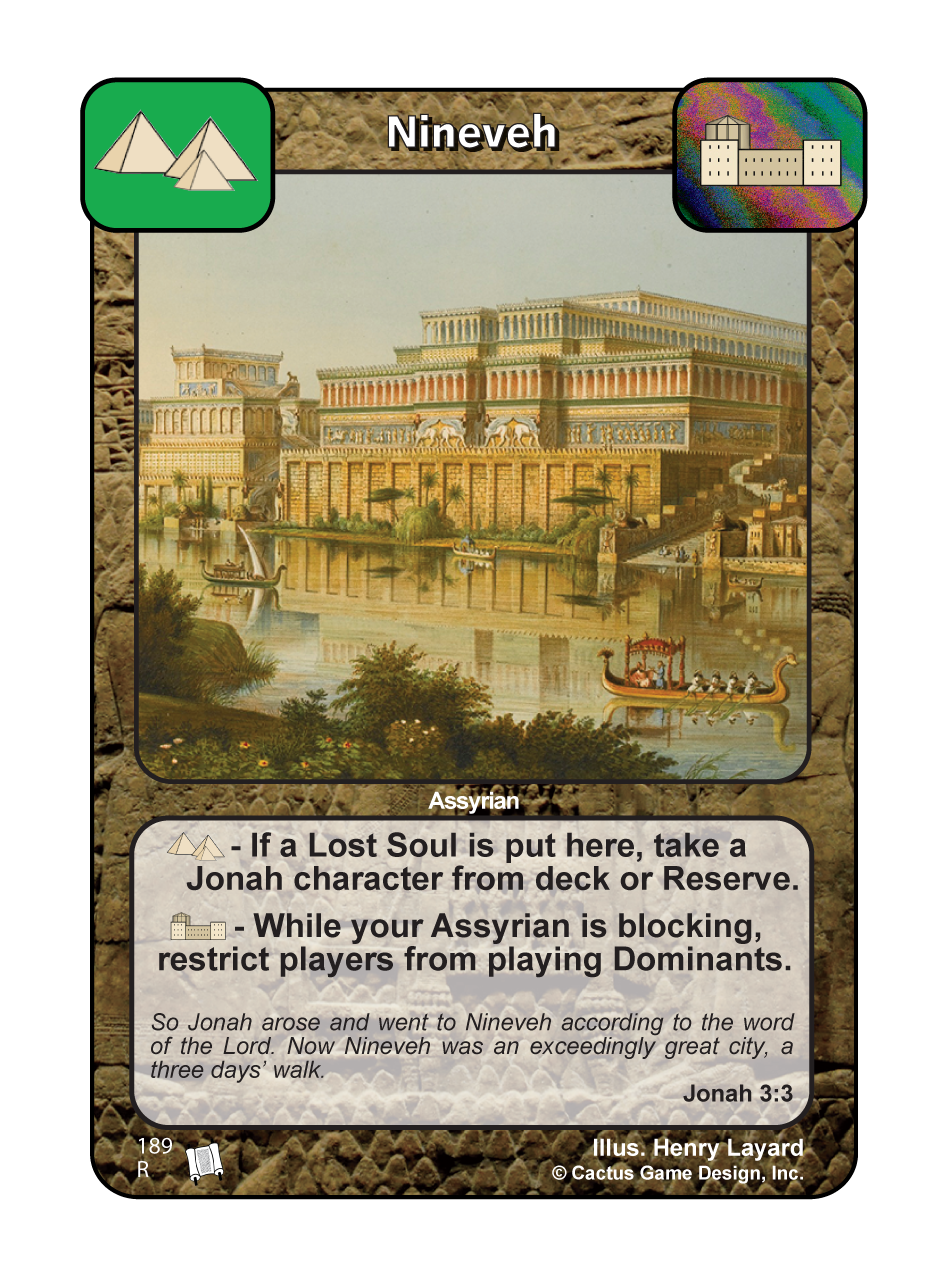 Nineveh
Assyrian
- If a Lost Soul is put here, take a
Jonah character from deck or Reserve.
- While your Assyrian is blocking,
restrict players from playing Dominants.
So Jonah arose and went to Nineveh according to the word
of the Lord. Now Nineveh was an exceedingly great city, a
three days’ walk.
Jonah 3:3
189
R
Illus. Henry Layard
© Cactus Game Design, Inc.